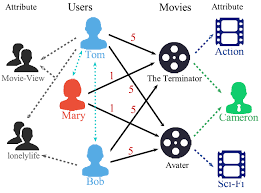 Attribute Users Movies Attribute
Tom
Movie-View
5
1
5
The Terminator
Action
Mary
Cameron
1
5
5
lonelylife
Bob
Avater
Sci-Fi